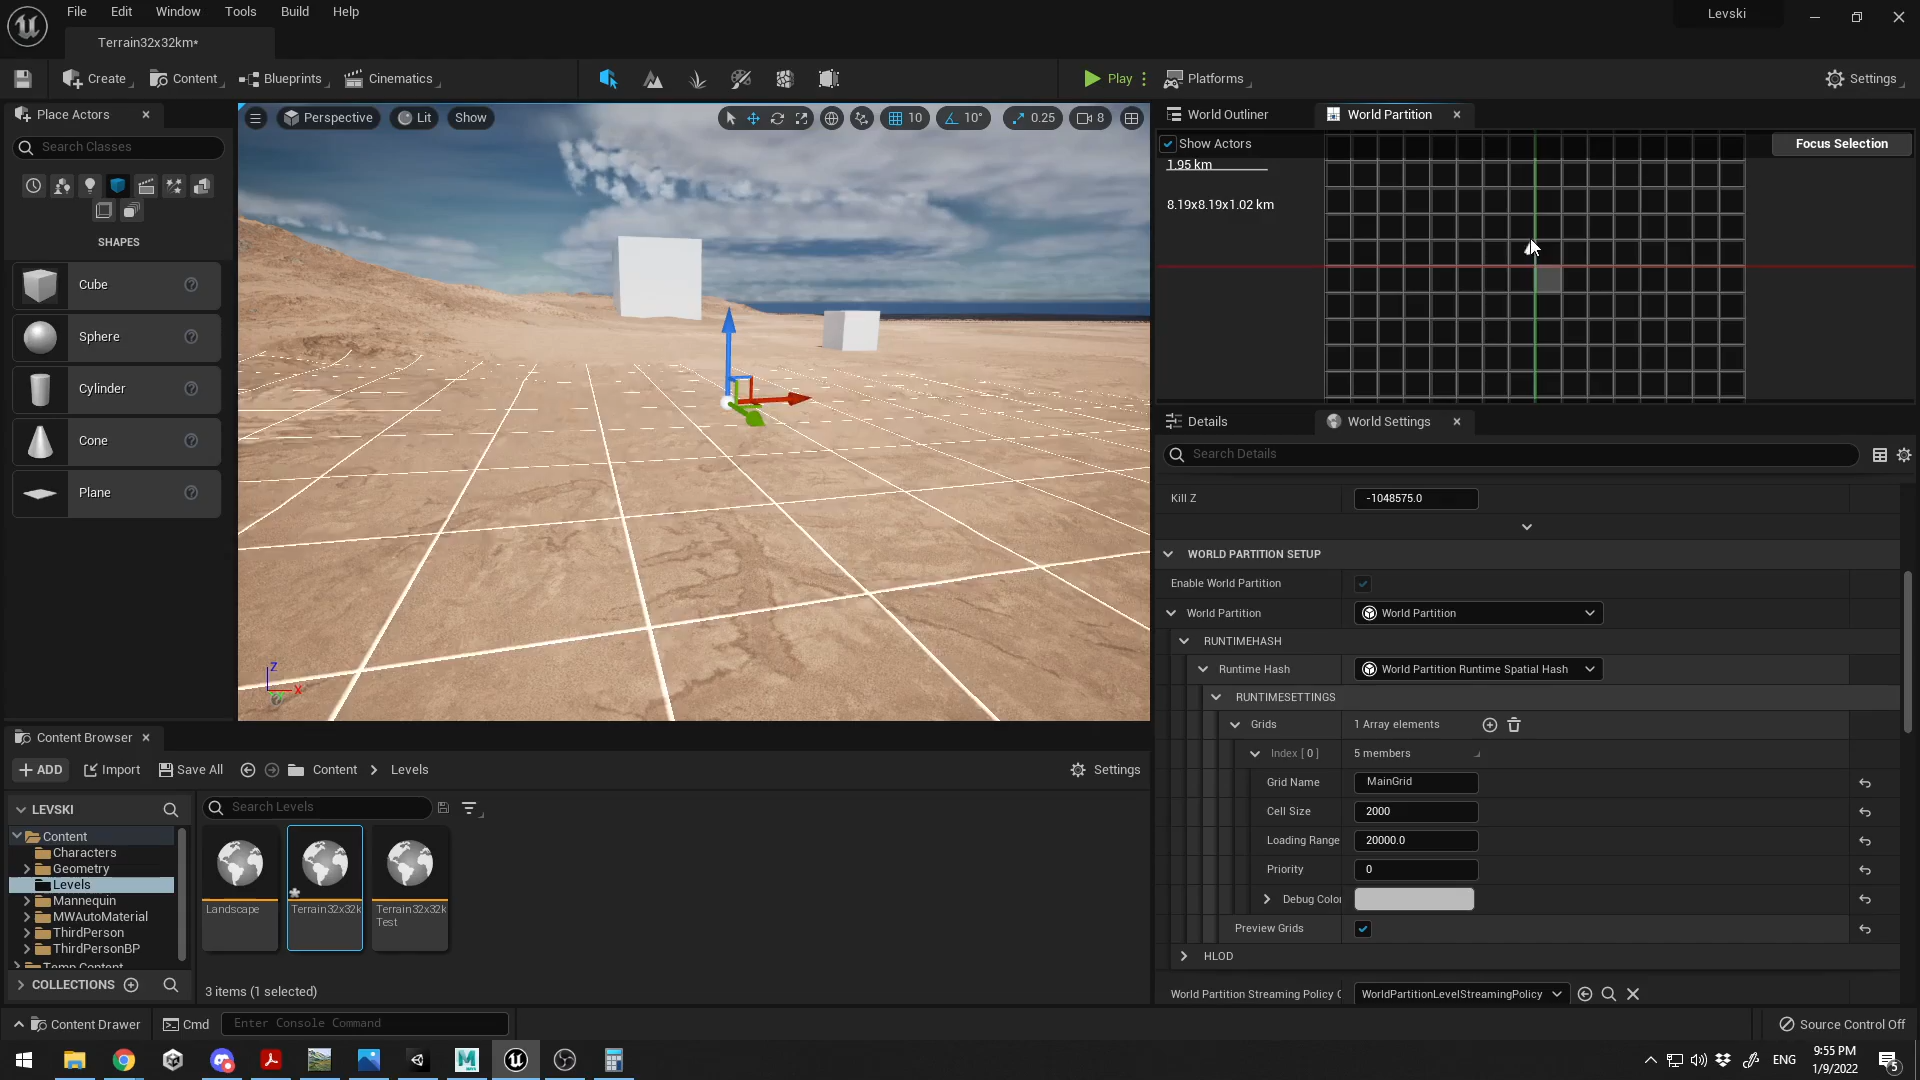 File Edit Window Tools Build Help
Levski
Terrain32x32km*
Create Content Blueprints Cinematics
Play Platforms
Settings
Place Actors ×
Search Classes
SHAPES
Cube
Sphere
Cylinder
Cone
Plane
Perspective Lit Show
10 10° 0.25 8
Z
X
World Outliner World Partition ×
Show Actors
Focus Selection
1.95 km
8.19x8.19x1.02 km
Details World Settings ×
Search Details
Kill Z -1048575.0
WORLD PARTITION SETUP
Enable World Partition
World Partition World Partition
RUNTIMEHASH
Runtime Hash World Partition Runtime Spatial Hash
RUNTIMESETTINGS
Grids 1 Array elements
Index [ 0 ] 5 members
Grid Name MainGrid
Cell Size 2000
Loading Range 20000.0
Priority 0
Debug Color
Preview Grids
HLOD
World Partition Streaming Policy C WorldPartitionLevelStreamingPolicy
Content Browser ×
+ ADD Import Save All Content > Levels Settings
LEVSKI
Content
Characters
Geometry
Levels
Mannequin
MWAutoMaterial
ThirdPerson
ThirdPersonBP
Temp Content
COLLECTIONS
Search Levels
Landscape
Terrain32x32k
Terrain32x32k
Test
3 items (1 selected)
Content Drawer Cmd Enter Console Command
Source Control Off
ENG
9:55 PM
1/9/2022
5